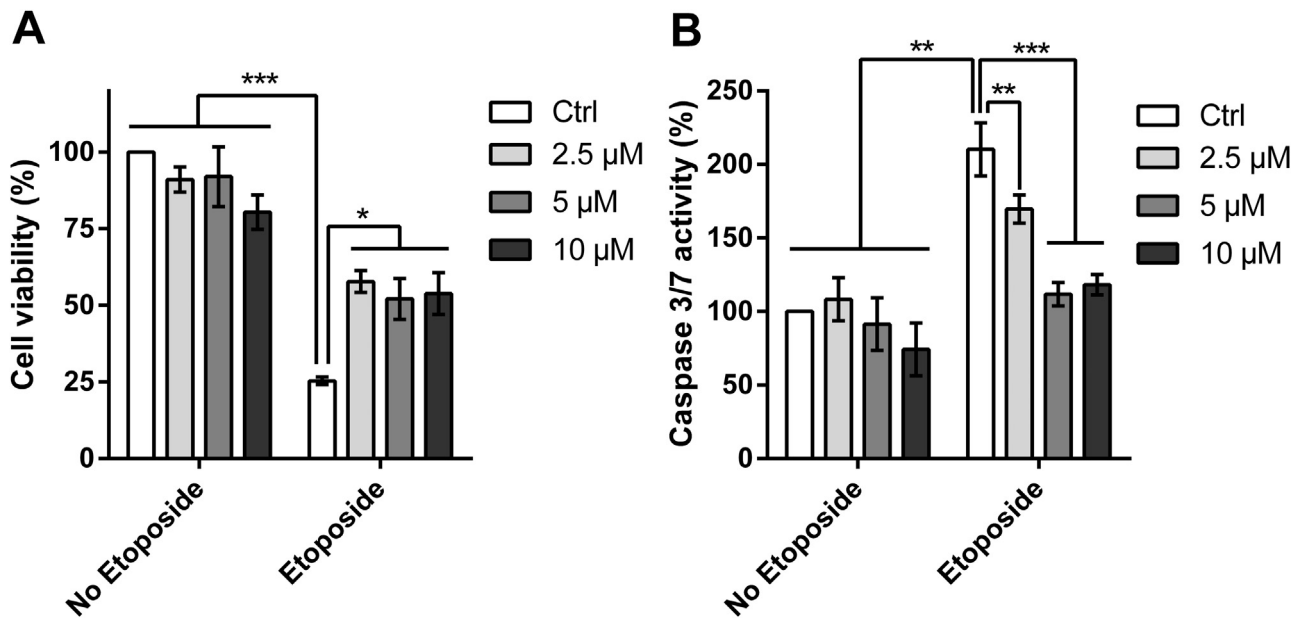 A
***
*
Cell viability (%)
100
75
50
25
0
No Etoposide
Etoposide
Ctrl
2.5 µM
5 µM
10 µM
B
**
***
**
Caspase 3/7 activity (%)
250
200
150
100
50
0
No Etoposide
Etoposide
Ctrl
2.5 µM
5 µM
10 µM